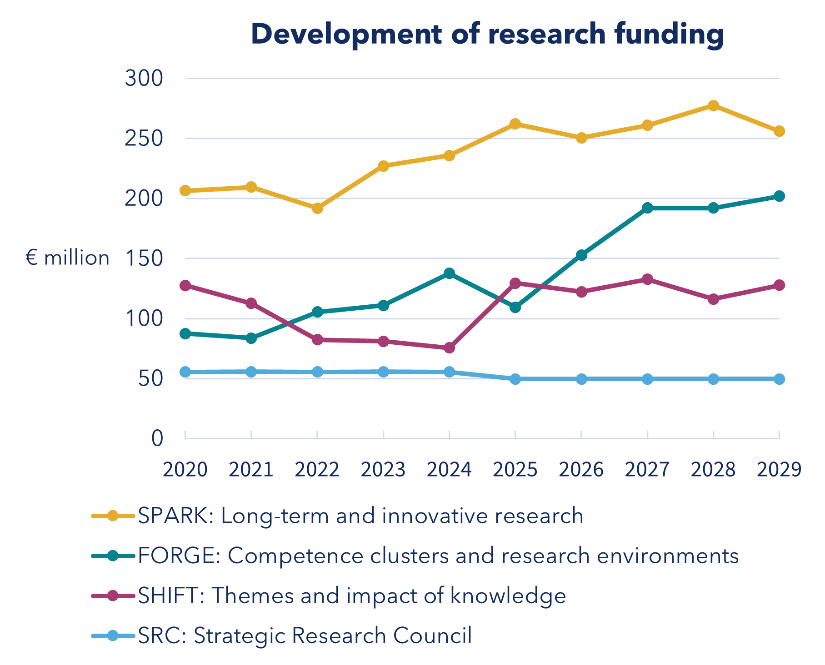 Development of research funding
300
250
200
€ million 150
100
50
0
2020 2021 2022 2023 2024 2025 2026 2027 2028 2029
SPARK: Long-term and innovative research
FORGE: Competence clusters and research environments
SHIFT: Themes and impact of knowledge
SRC: Strategic Research Council